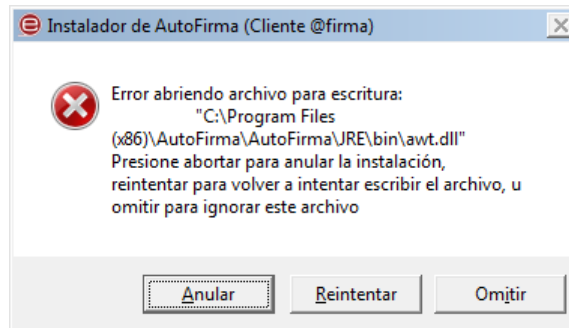 Instalador de AutoFirma (Cliente @firma)
Error abriendo archivo para escritura:
"C:\Program Files
(x86)\AutoFirma\AutoFirma\JRE\bin\awt.dll"
Presione abortar para anular la instalación,
reintentar para volver a intentar escribir el archivo, u
omitir para ignorar este archivo
Anular
Reintentar
Omitir